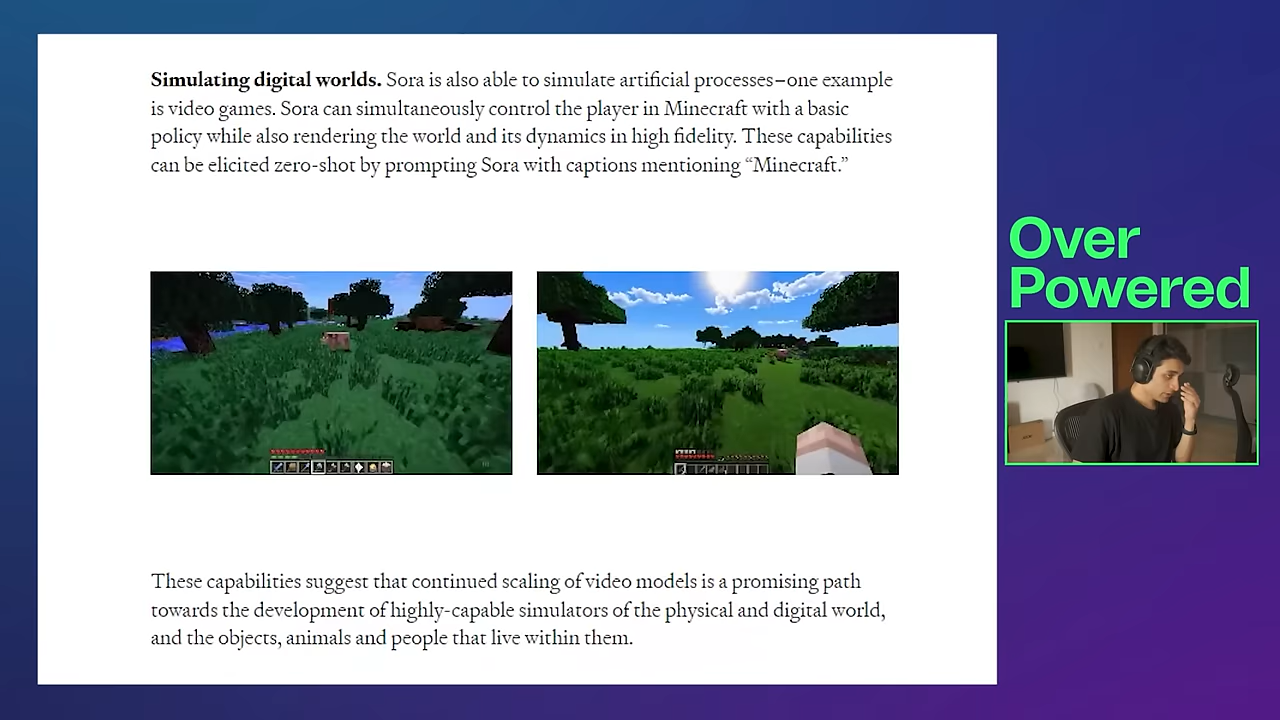 Simulating digital worlds. Sora is also able to simulate artificial processes–one example
is video games. Sora can simultaneously control the player in Minecraft with a basic
policy while also rendering the world and its dynamics in high fidelity. These capabilities
can be elicited zero-shot by prompting Sora with captions mentioning “Minecraft.”
Over
Powered
These capabilities suggest that continued scaling of video models is a promising path
towards the development of highly-capable simulators of the physical and digital world,
and the objects, animals and people that live within them.